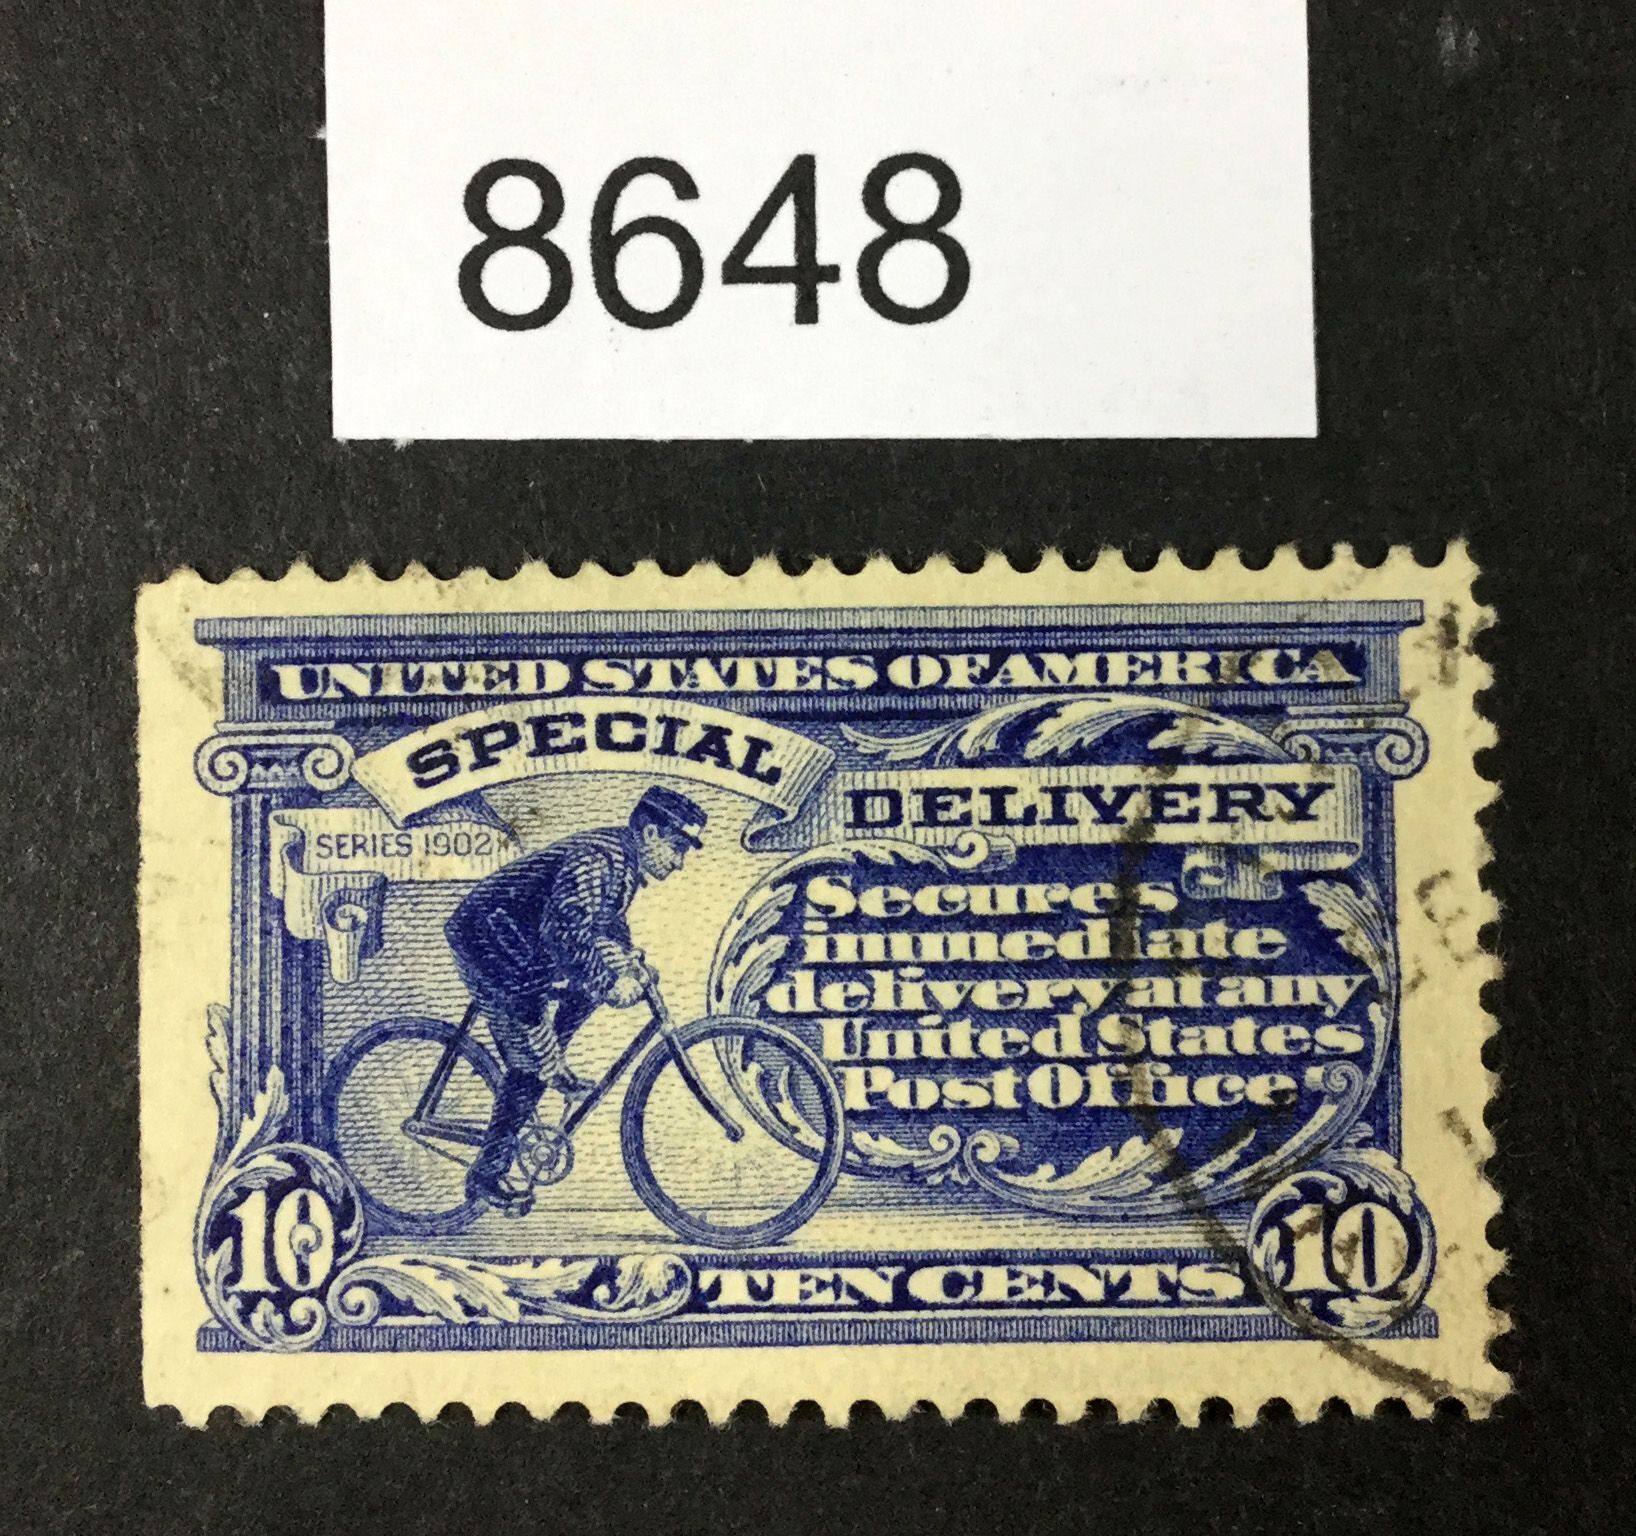 8648
UNITED STATES OF AMERICA
SPECIAL
DELIVERY
SERIES 1902
Secures
immediate
delivery at any
United States
Post Office
10
TEN CENTS
10